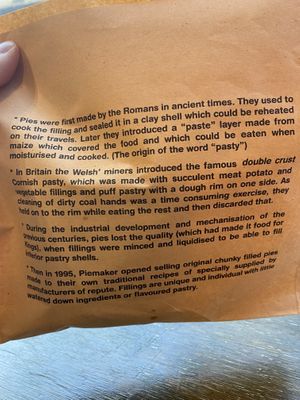 * Pies were first made by the Romans in ancient times. They used to
cook the filling and sealed it in a clay shell which could be reheated
on their travels. Later they introduced a “paste” layer made from
maize which covered the food and which could be eaten when
moisturised and cooked. (The origin of the word “pasty”)
* In Britain the Welsh’ miners introduced the famous double crust
Cornish pasty, which was made with succulent meat potato and
vegetable fillings and puff pastry with a dough rim on one side. As
cleaning of dirty coal hands was a time consuming exercise, they
held on to the rim while eating the rest and then discarded that.
* During the industrial development and mechanisation of the
previous centuries, pies lost the quality (which had made it food for
kings), when fillings were minced and liquidised to be able to fill
inferior pastry shells.
* Then in 1995, Piemaker opened selling original chunky filled pies
made to their own traditional recipes of specially supplied by
manufacturers of repute. Fillings are unique and individual with little
watered down ingredients or flavoured pastry.